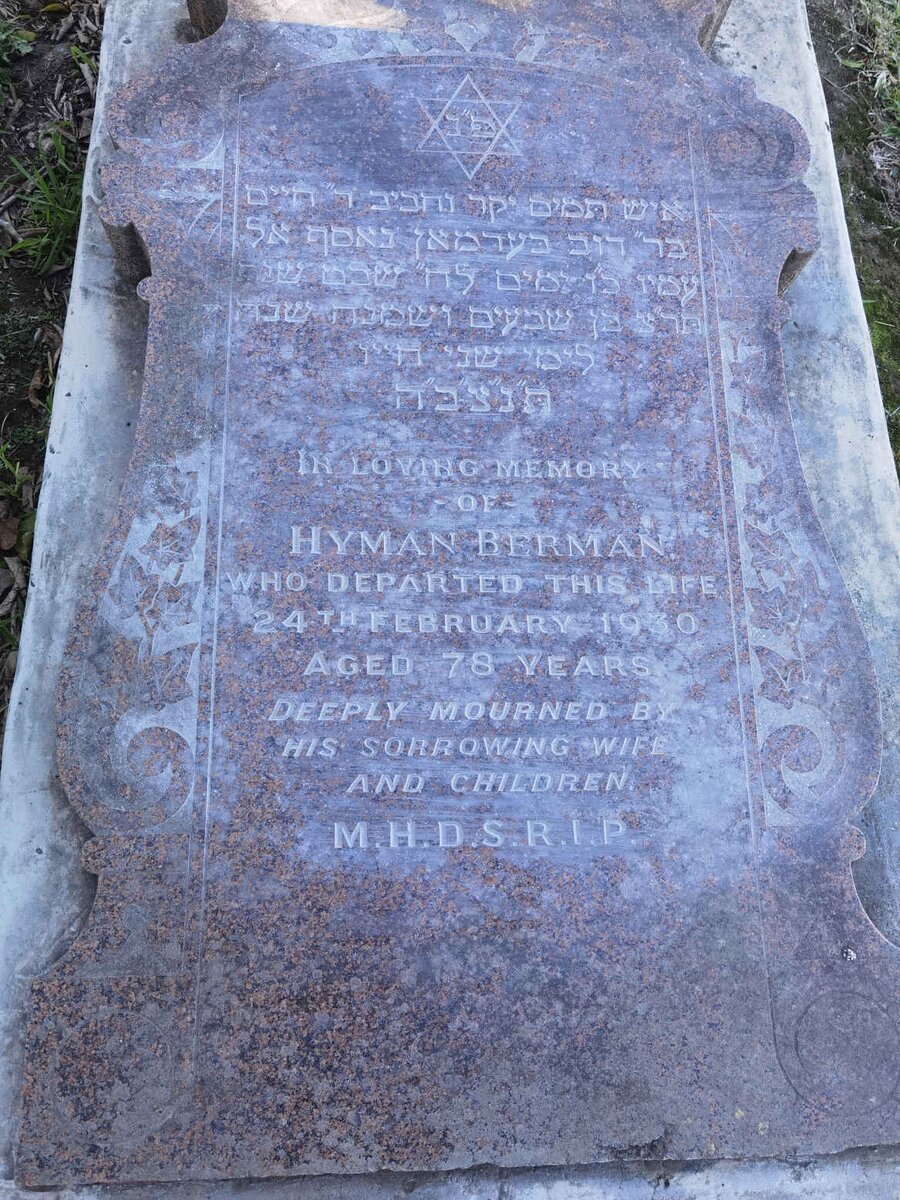 פ"נ
איש תמים יקר וחביב ר' חיים
בר' דוב בערמאן נאסף אל
עמיו כ"ו ימים לח' שבט שנת
תר"צ בן שבעים ושמנה שנה
לימי שני חייו
ת'נ'צ'ב'ה
IN LOVING MEMORY
-OF-
HYMAN BERMAN.
WHO DEPARTED THIS LIFE
24TH FEBRUARY 1930
AGED 78 YEARS
DEEPLY MOURNED BY
HIS SORROWING WIFE
AND CHILDREN.
M.H.D.S.R.I.P.